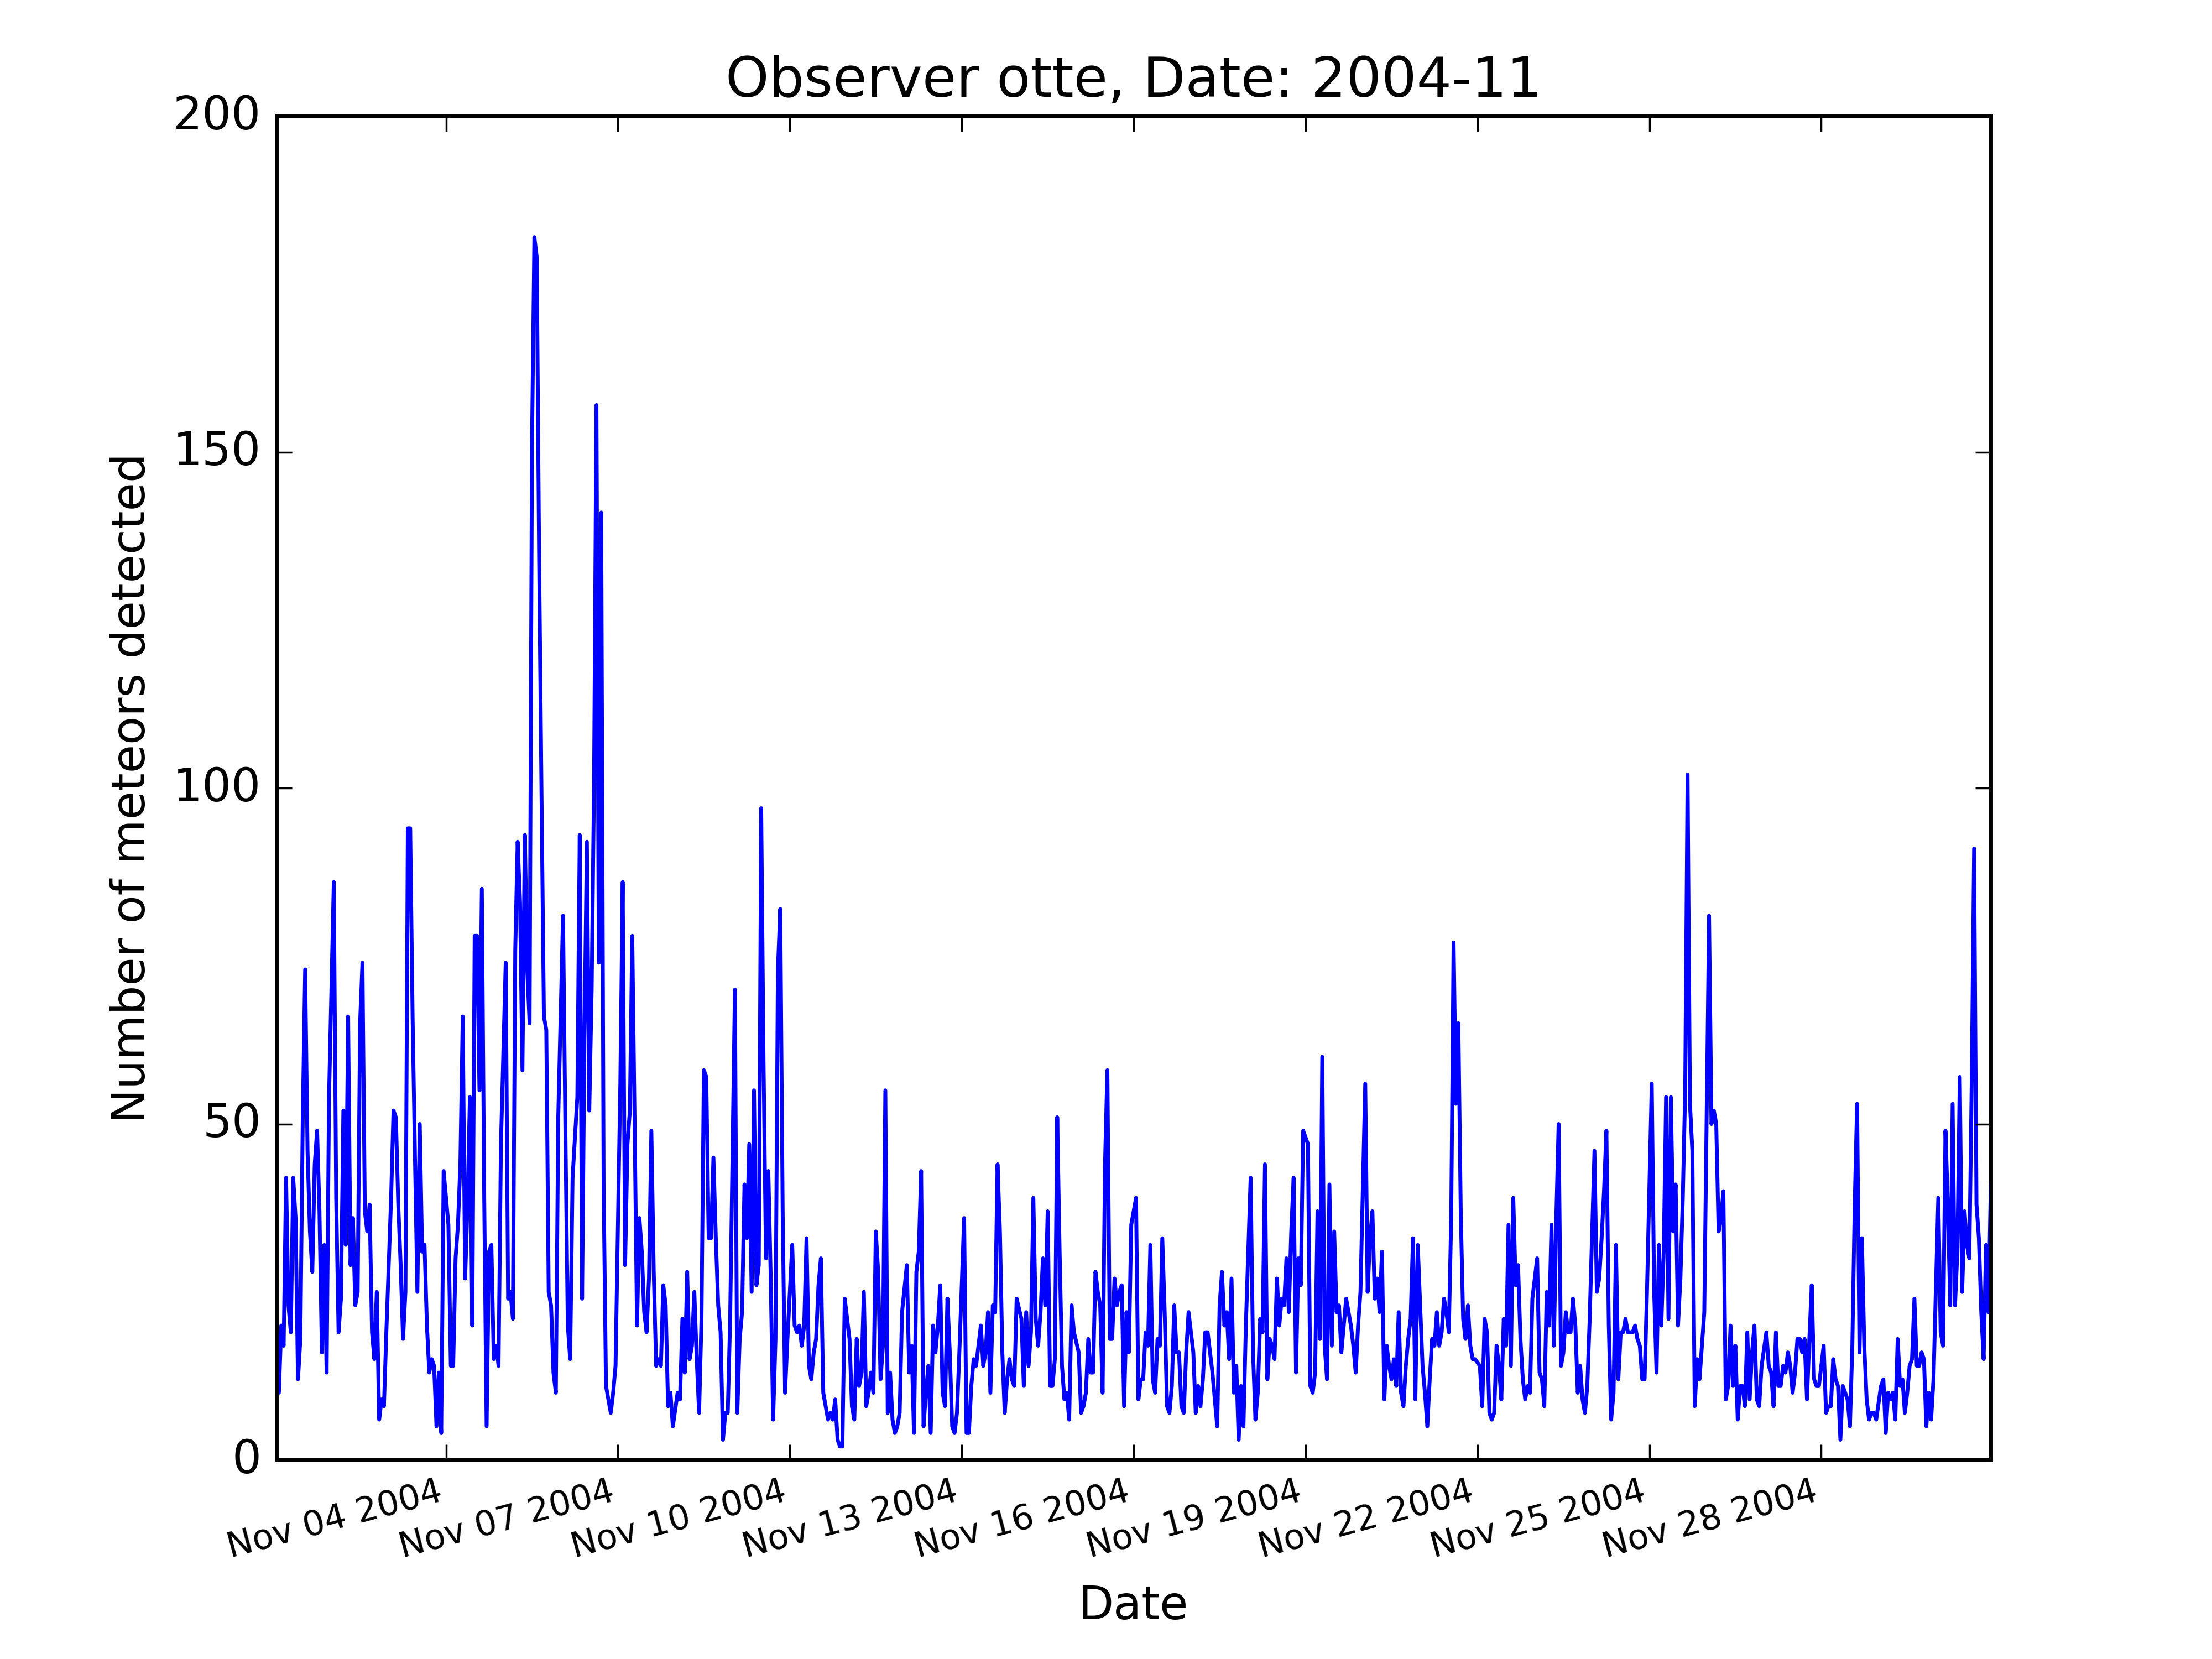 Observer otte, Date: 2004-11
200
150
100
50
0
Number of meteors detected
Nov 04 2004
Nov 07 2004
Nov 10 2004
Nov 13 2004
Nov 16 2004
Nov 19 2004
Nov 22 2004
Nov 25 2004
Nov 28 2004
Date